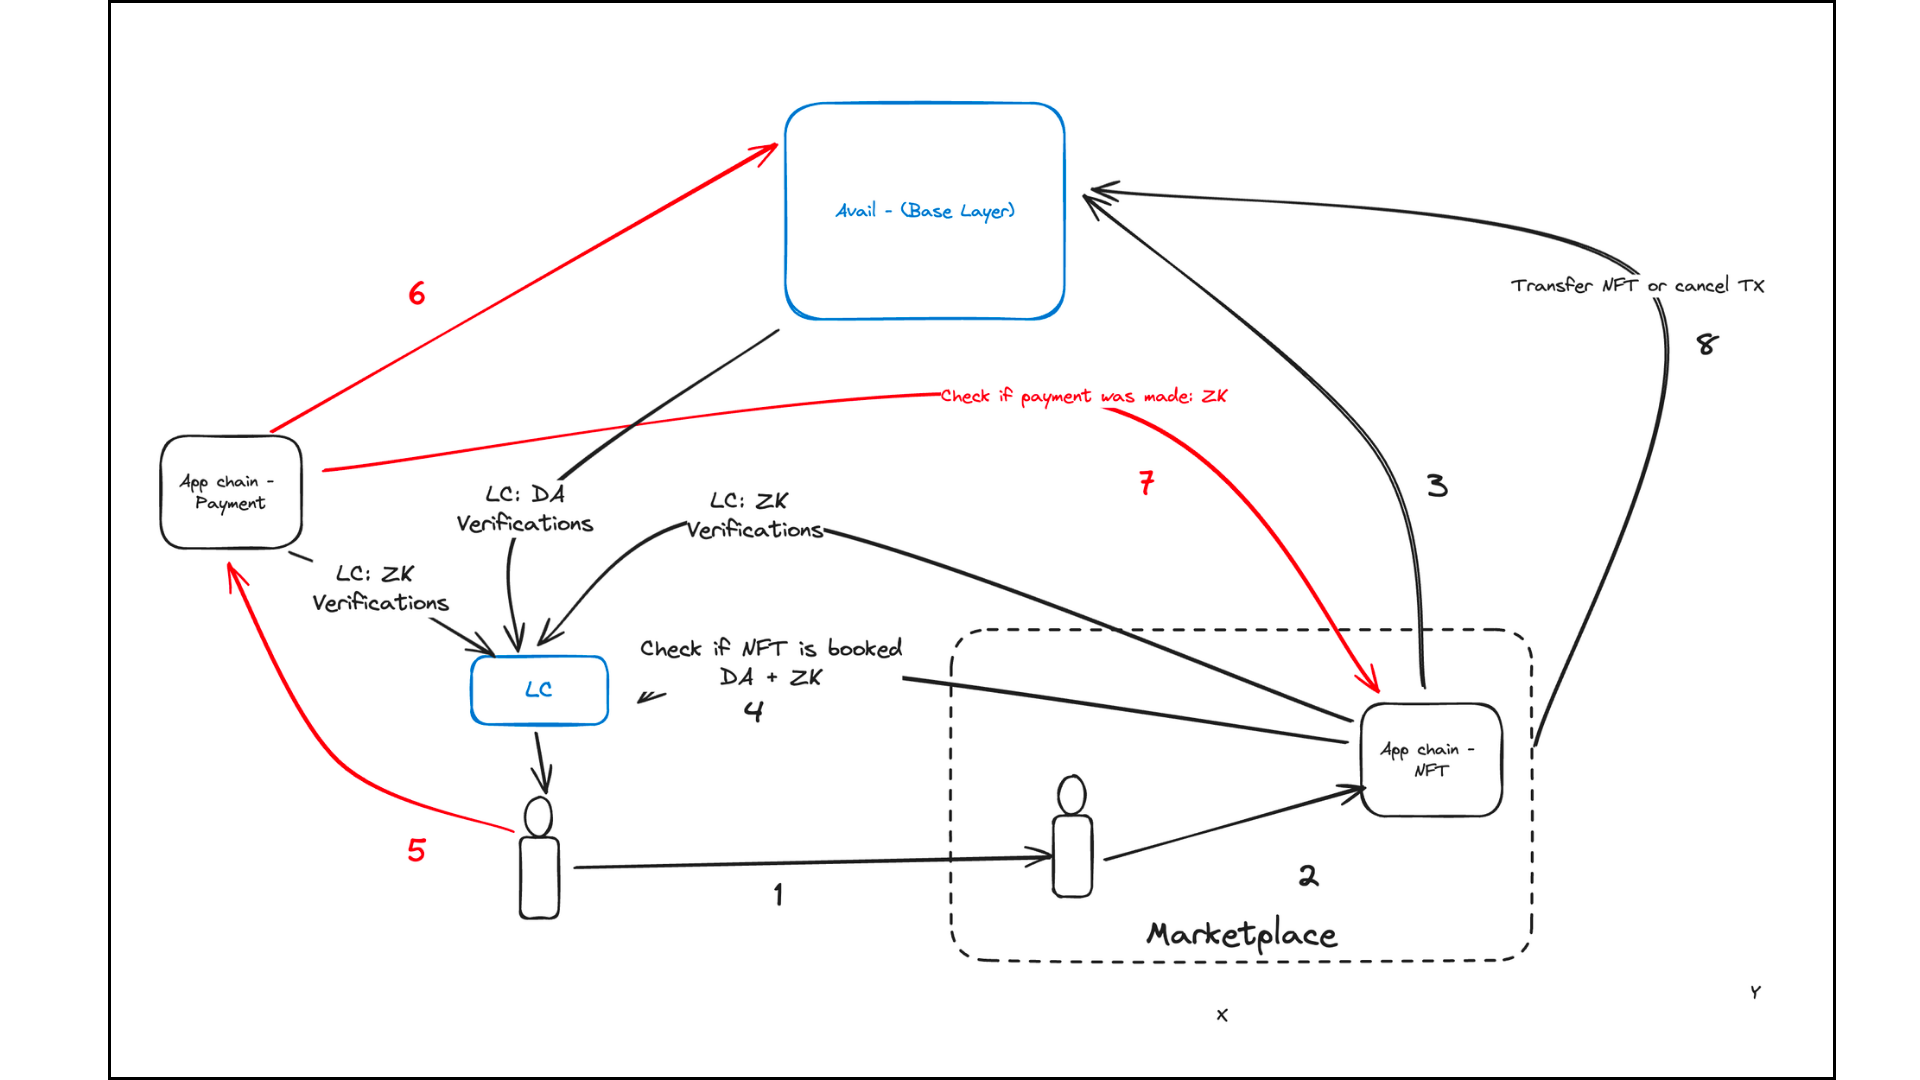 Avail - (Base Layer)
6
Transfer NFT or cancel TX
8
Check if payment was made: ZK
7
3
App chain -
Payment
LC: DA
Verifications
LC: ZK
Verifications
LC: ZK
Verifications
Check if NFT is booked
DA + ZK
4
LC
App chain -
NFT
5
1
2
Marketplace
X
Y